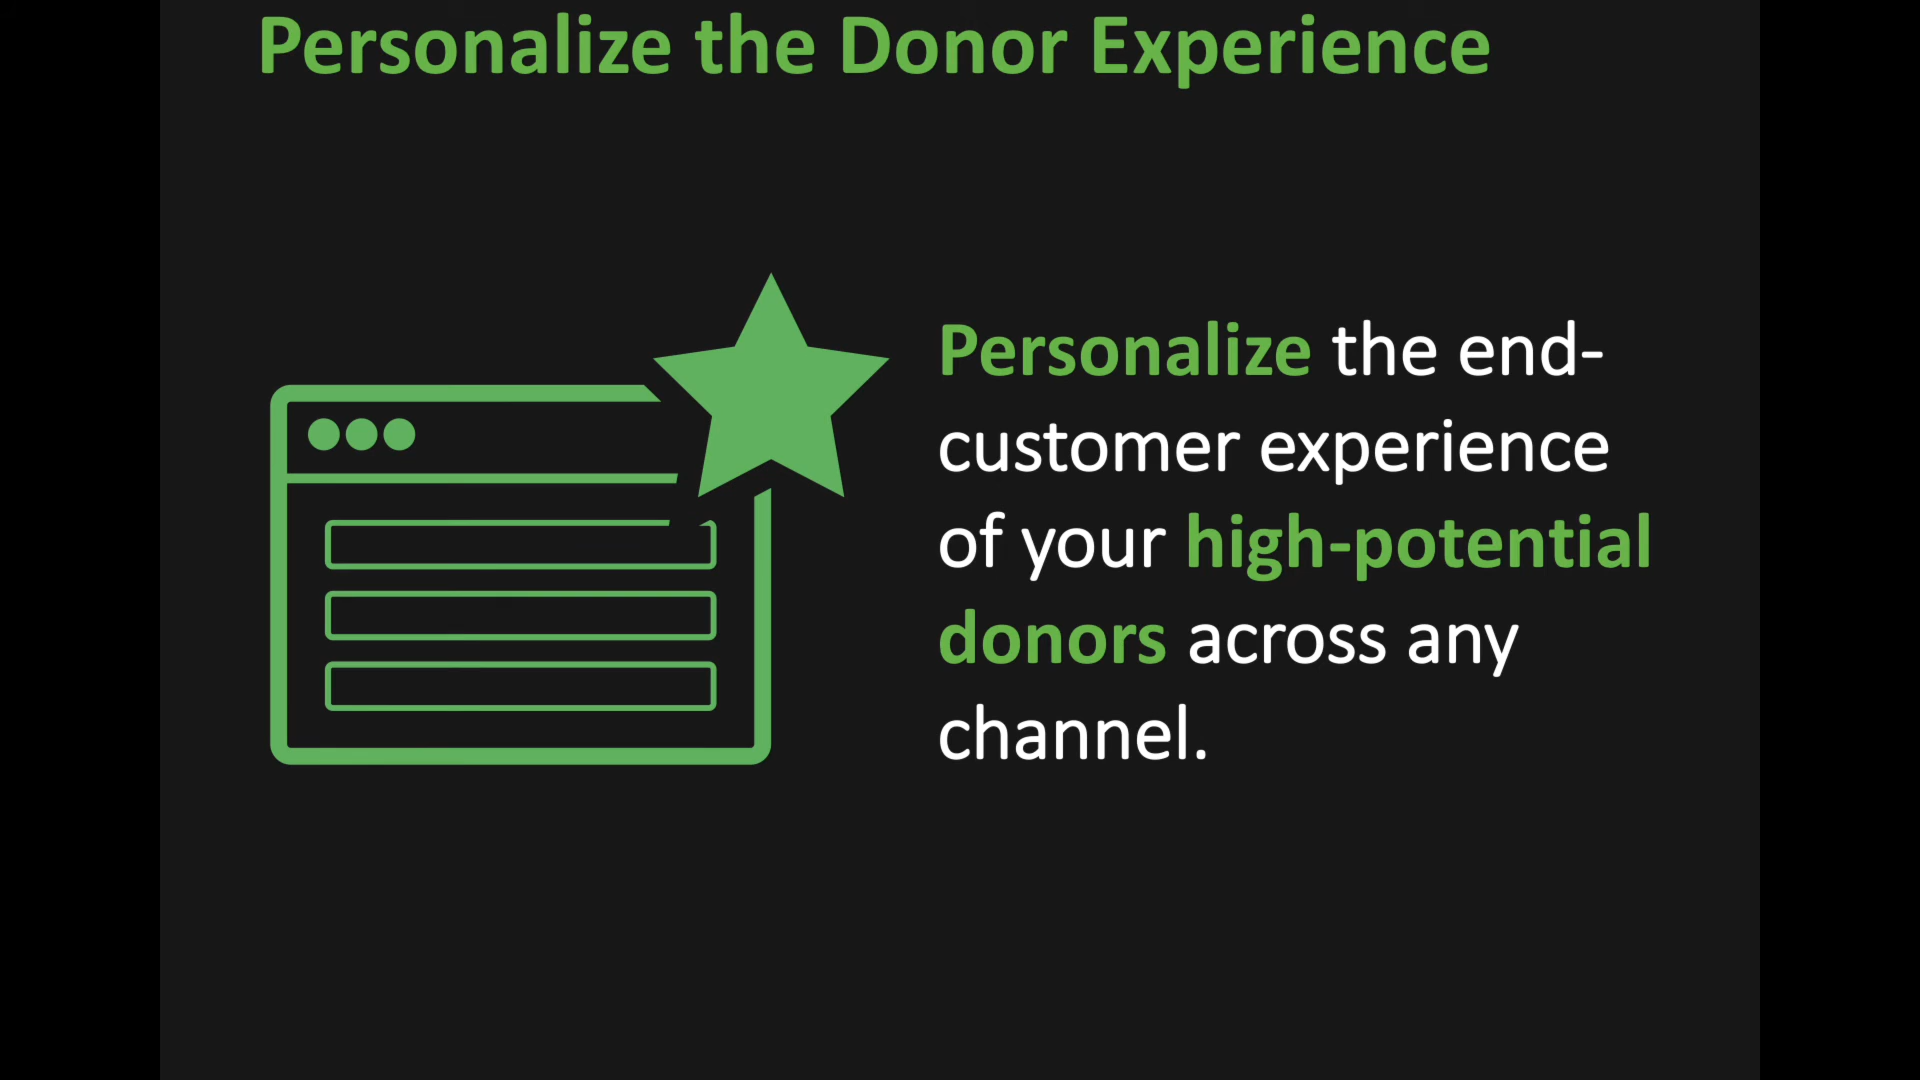 Personalize the Donor Experience
Personalize the end-
customer experience
of your high-potential
donors across any
channel.